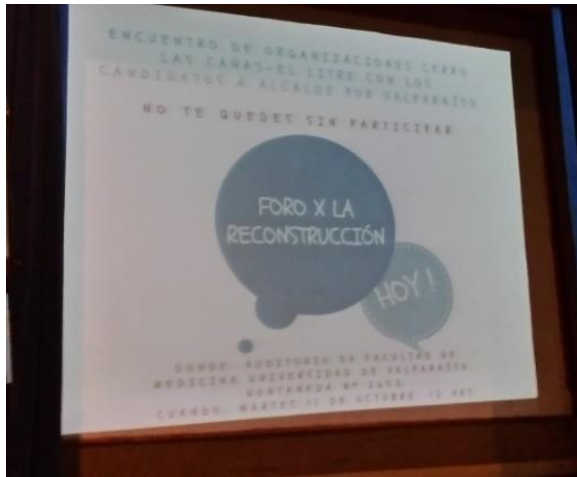 ENCUENTRO DE ORGANIZACIONES CERRO
LAS CAÑAS-EL LITRE CON LOS
CANDIDATOS A ALCALDE POR VALPARAÍSO
NO TE QUEDES SIN PARTICIPAR
FORO X LA
RECONSTRUCCIÓN
HOY!
DONDE: AUDITORIO EN FACULTAD DE
MEDICINA UNIVERSIDAD DE VALPARAÍSO
HONTANEDA Nº
CUANDO: MARTES 11 DE OCTUBRE HRS